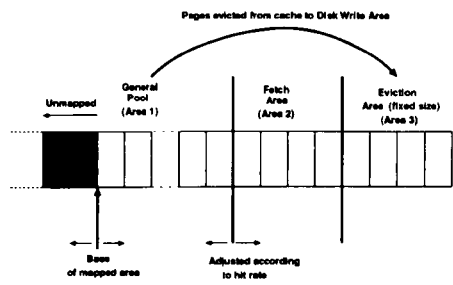 Pages evicted from cache to Disk Write Area
General
Pool
(Area 1)
Unmapped
Fetch
Area
(Area 2)
Eviction
Area (fixed size)
(Area 3)
Base
of mapped area
Adjusted according
to hit rate